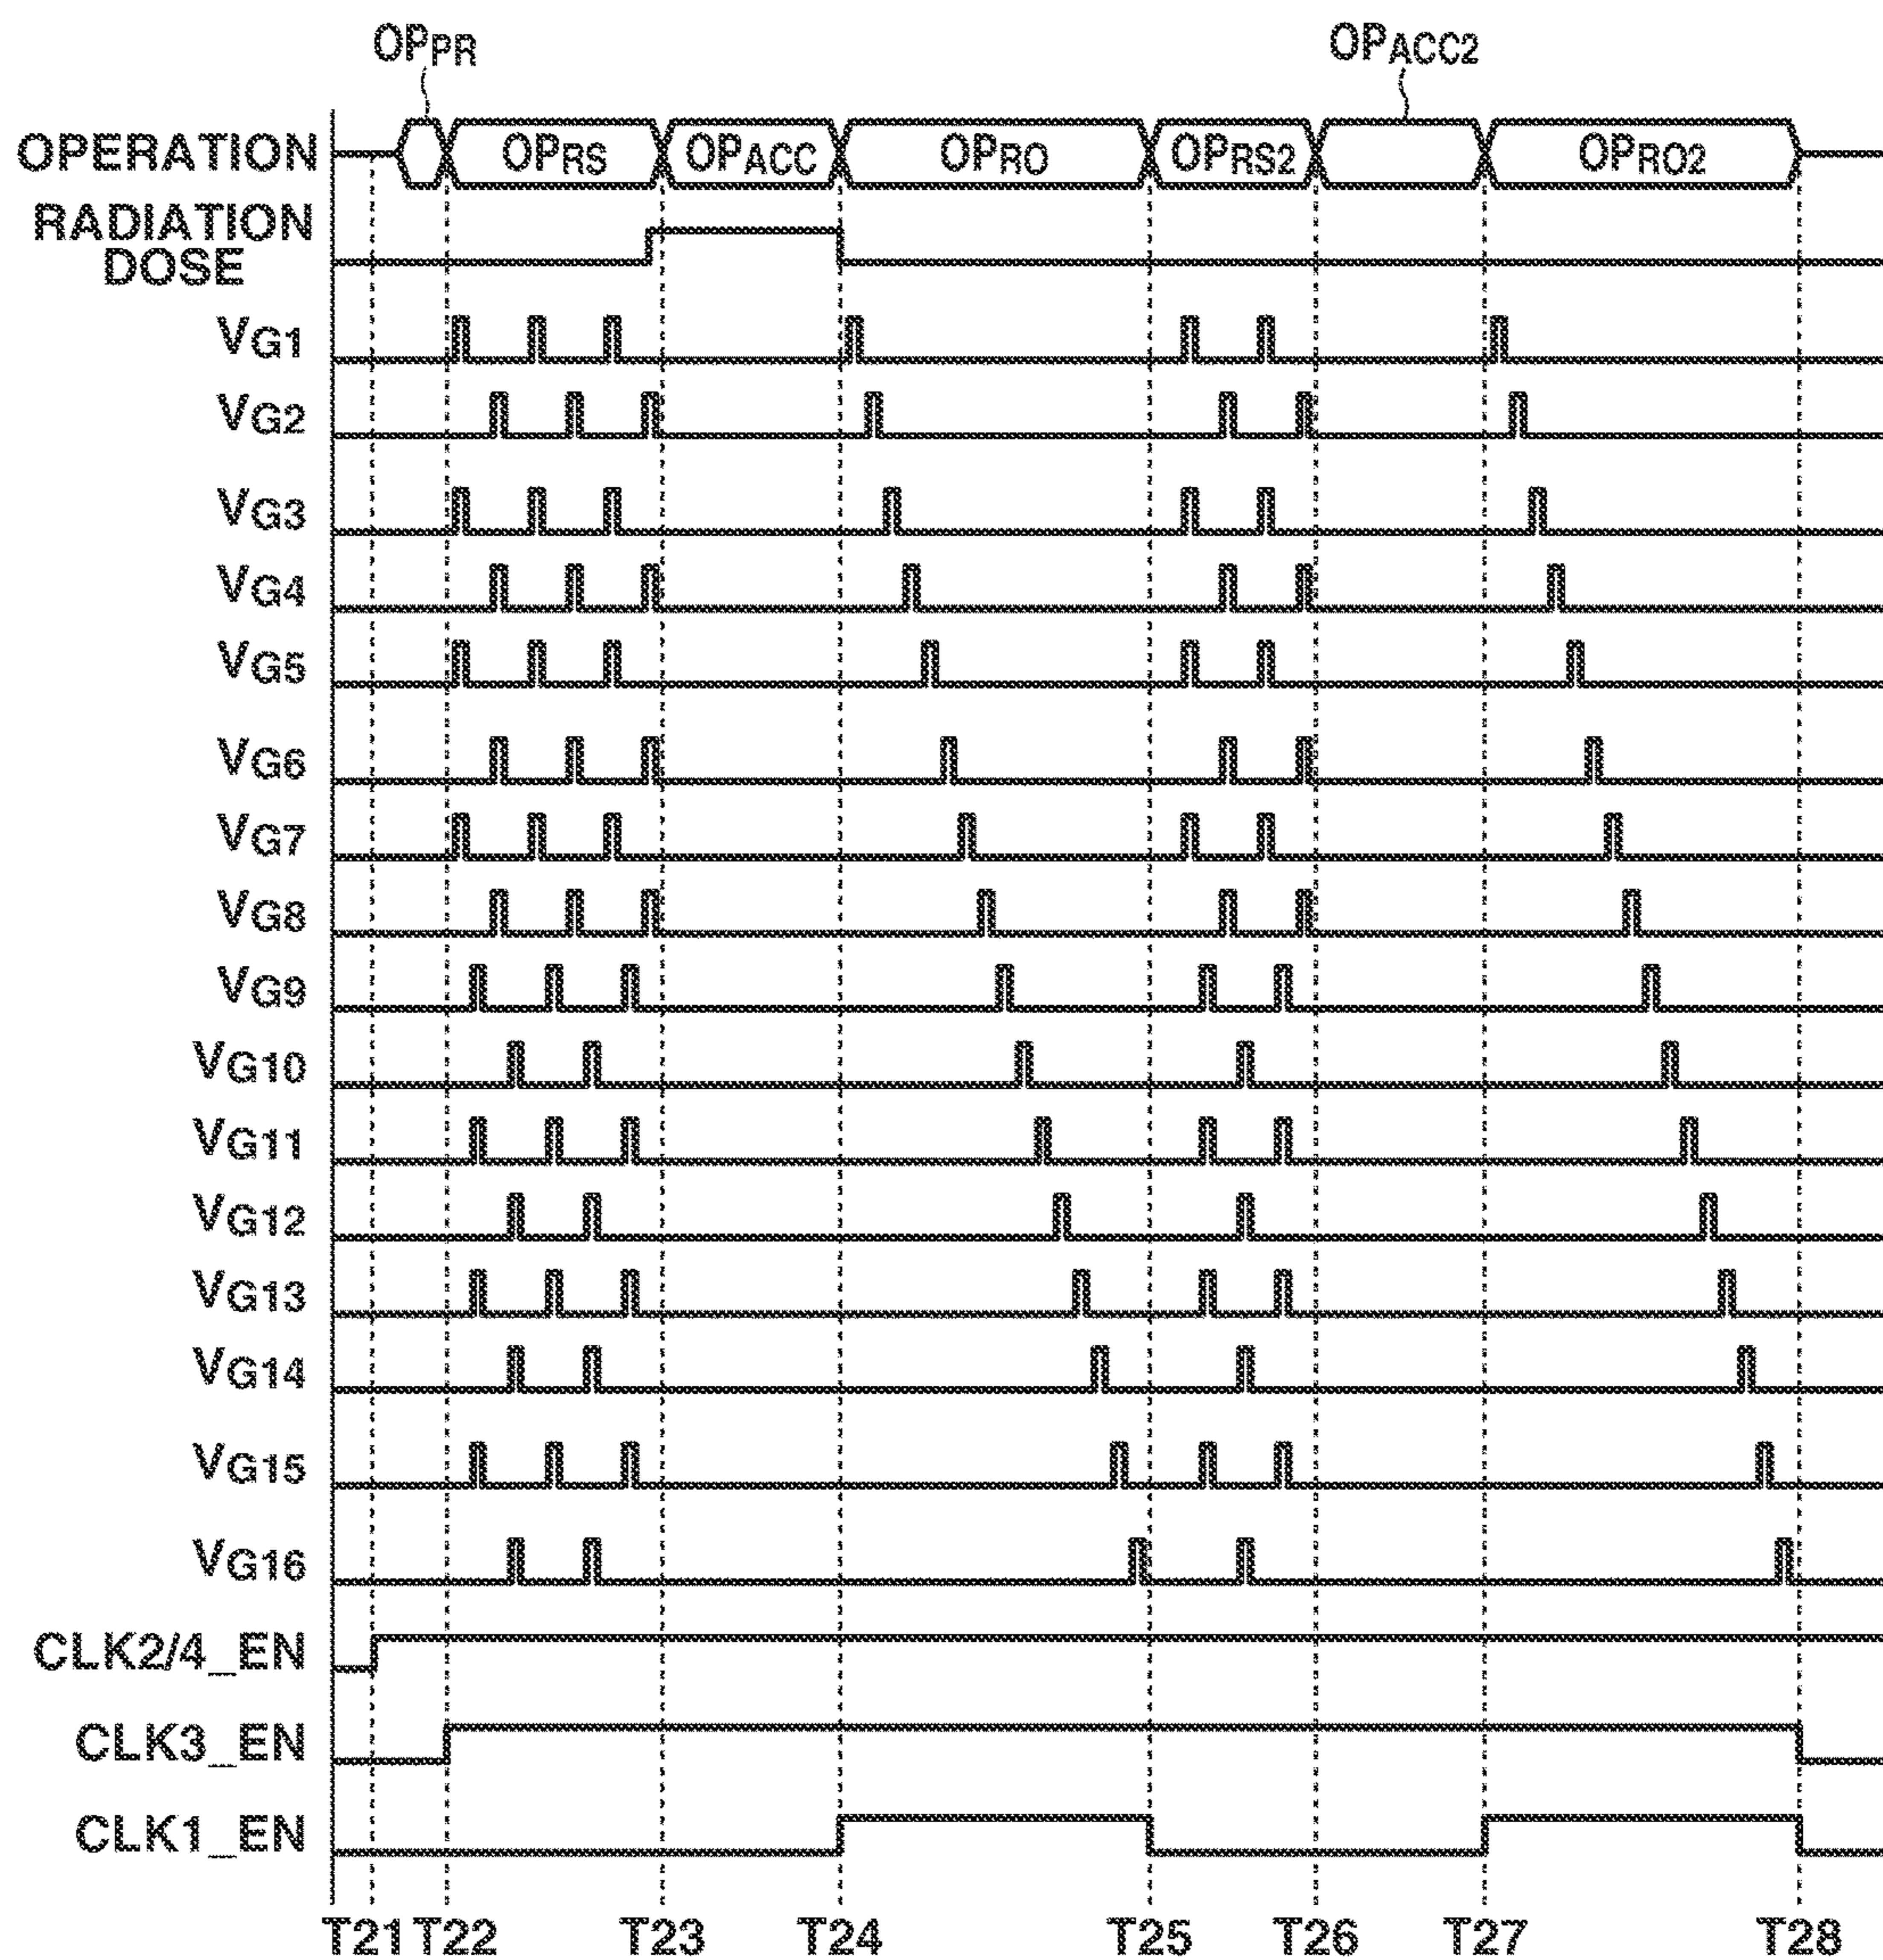 OPPR
OPACC2
OPERATION
OPRS
OPACC
OPRO
OPRS2
OPRO2
RADIATION
DOSE
VG1
VG2
VG3
VG4
VG5
VG6
VG7
VG8
VG9
VG10
VG11
VG12
VG13
VG14
VG15
VG16
CLK2/4_EN
CLK3_EN
CLK1_EN
T21 T22 T23 T24 T25 T26 T27 T28